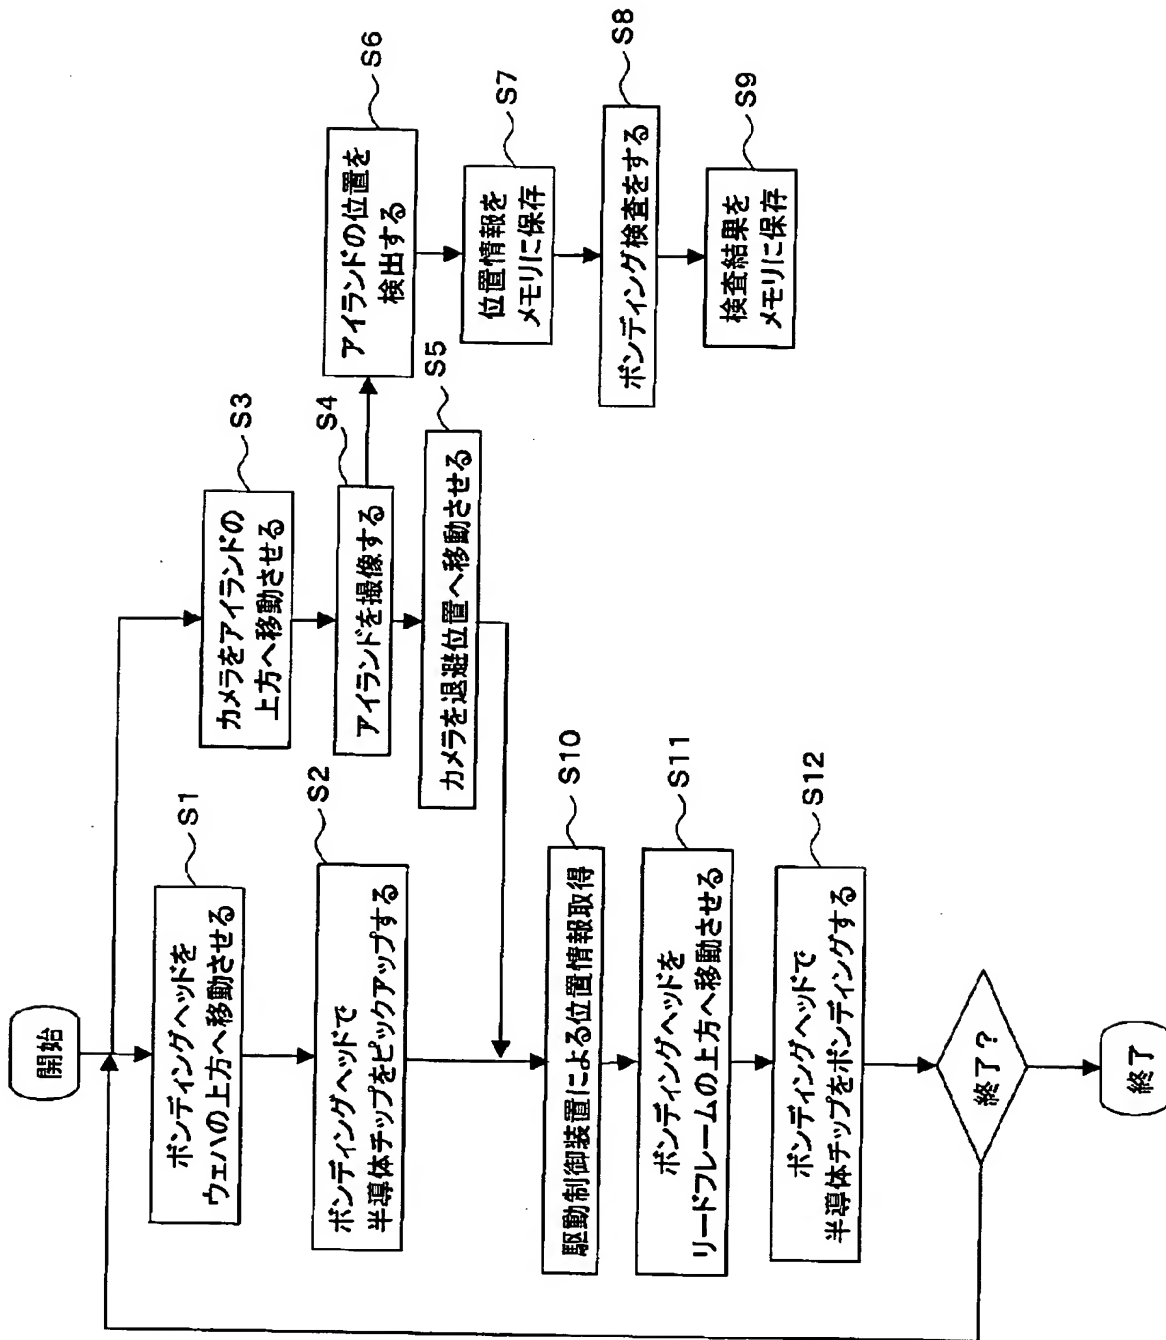 開始
ボンディングヘッドを
ウェハの上方へ移動させる
S1
ボンディングヘッドで
半導体チップをピックアップする
S2
カメラをアイランドの
上方へ移動させる
S3
アイランドを撮像する
S4
カメラを退避位置へ移動させる
S5
アイランドの位置を
検出する
S6
位置情報を
メモリに保存
S7
ボンディング検査をする
S8
検査結果を
メモリに保存
S9
駆動制御装置による位置情報取得
S10
ボンディングヘッドを
リードフレームの上方へ移動させる
S11
ボンディングヘッドで
半導体チップをボンディングする
S12
終了?
終了